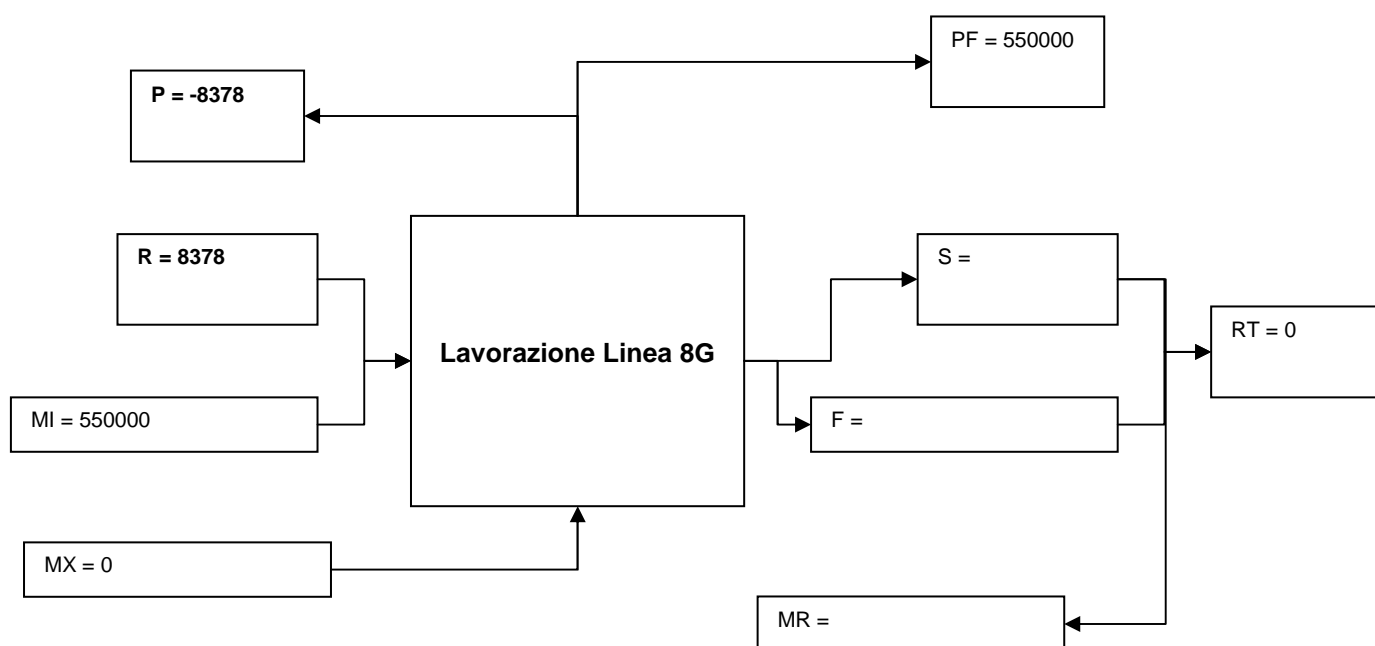 PF = 550000
P = -8378
R = 8378
S =
Lavorazione Linea 8G
RT = 0
MI = 550000
F =
MX = 0
MR =